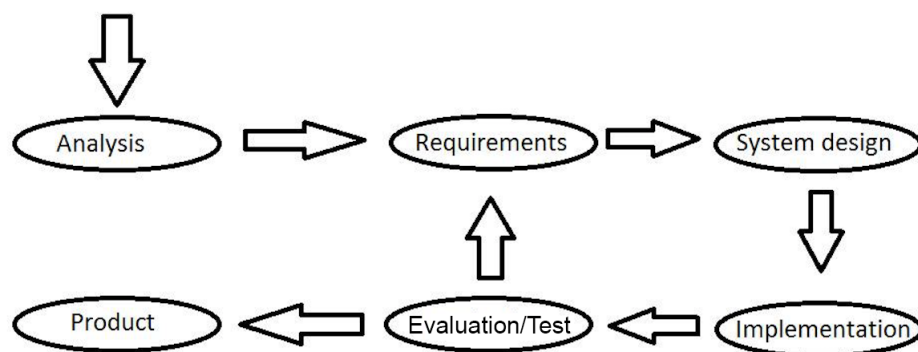 Analysis
Requirements
System design
Product
Evaluation/Test
Implementation